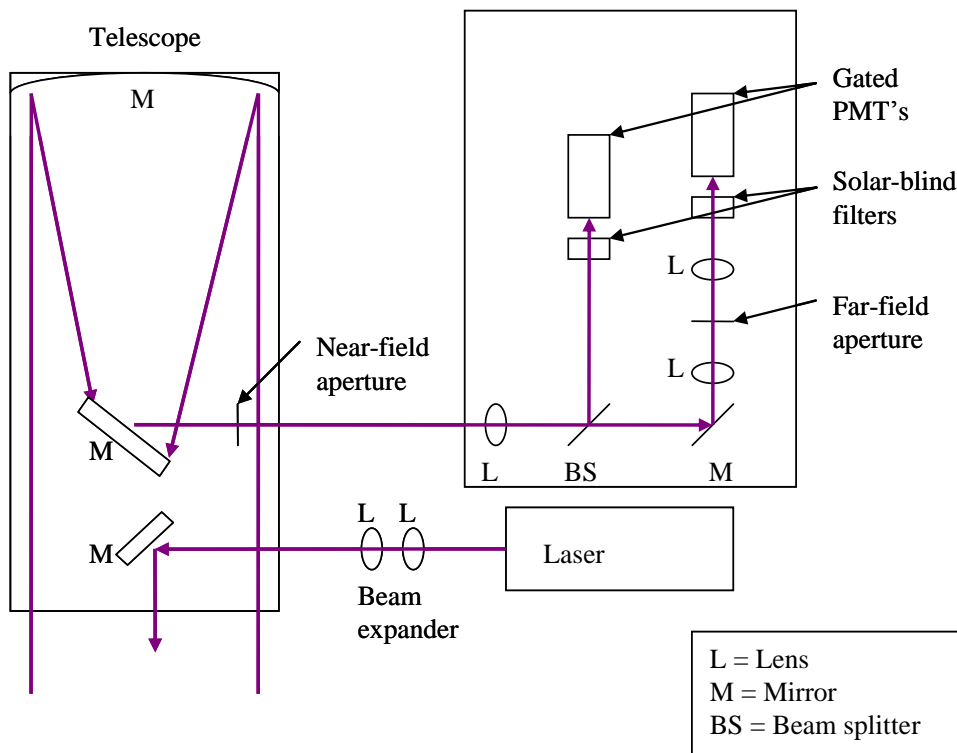 Telescope
M
Gated
PMT's
Solar-blind
filters
L
Near-field
aperture
Far-field
aperture
L
M
L
BS
M
L L
M
Laser
Beam
expander
L = Lens
M = Mirror
BS = Beam splitter